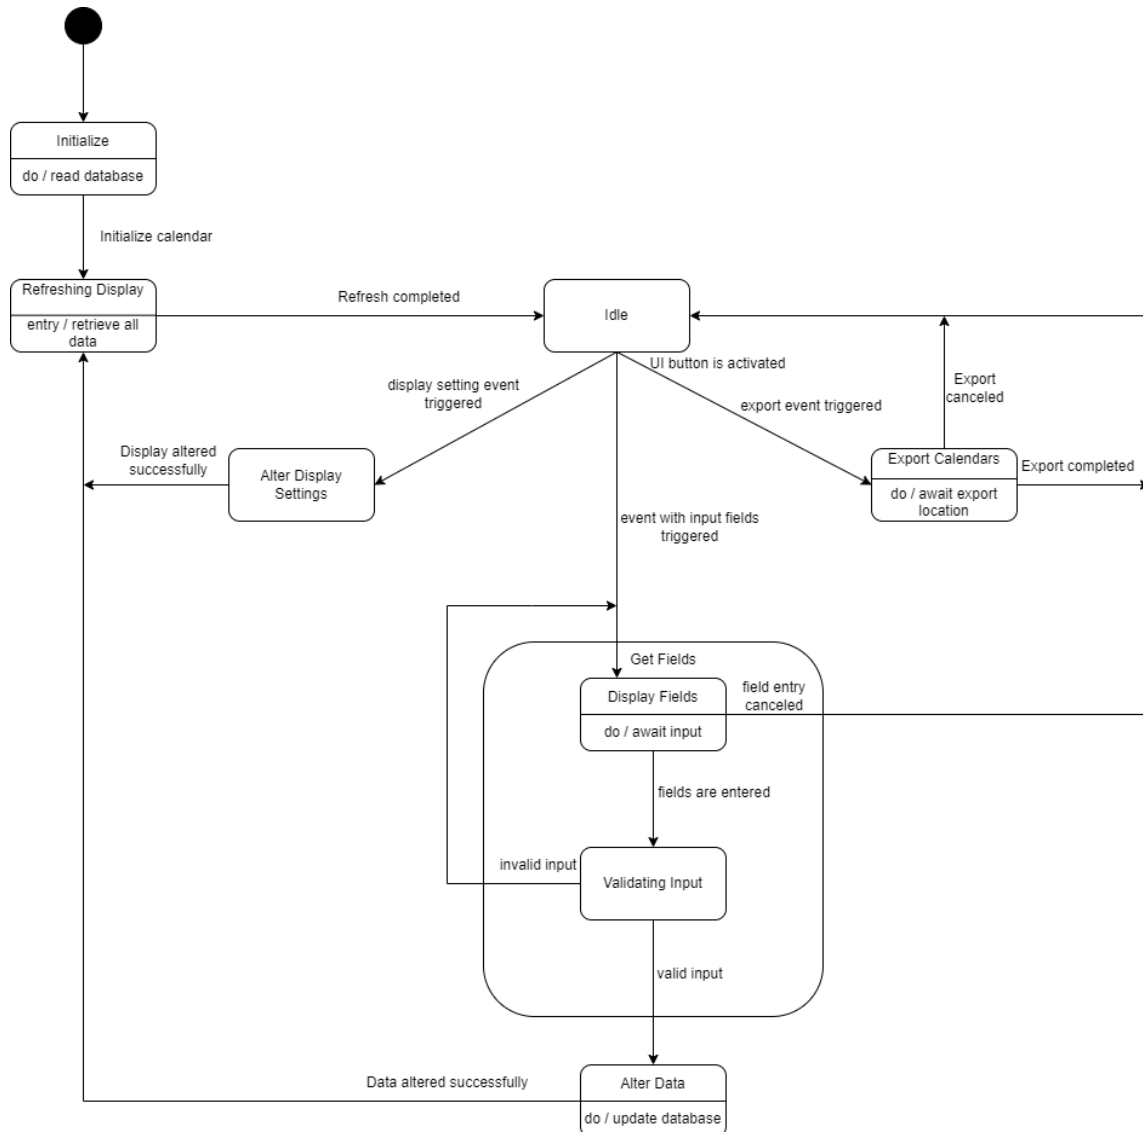 Initialize
do / read database
Initialize calendar
Refreshing Display
entry / retrieve all
data
Refresh completed
Idle
UI button is activated
display setting event
triggered
export event triggered
Export
canceled
Display altered
successfully
Alter Display
Settings
Export Calendars
do / await export
location
Export completed
event with input fields
triggered
Get Fields
Display Fields
do / await input
field entry
canceled
fields are entered
invalid input
Validating Input
valid input
Data altered successfully
Alter Data
do / update database